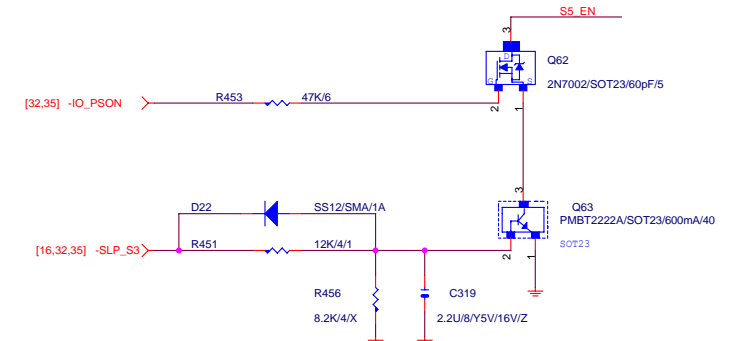 S5_EN
3
D
G
S
Q62
2N7002/SOT23/60pF/5
[32,35] -IO_PSON
R453
47K/6
2
1
3
D22
SS12/SMA/1A
Q63
PMBT2222A/SOT23/600mA/40
SOT23
[16,32,35] -SLP_S3
R451
12K/4/1
2
1
R456
8.2K/4/X
C319
2.2U/8/Y5V/16V/Z